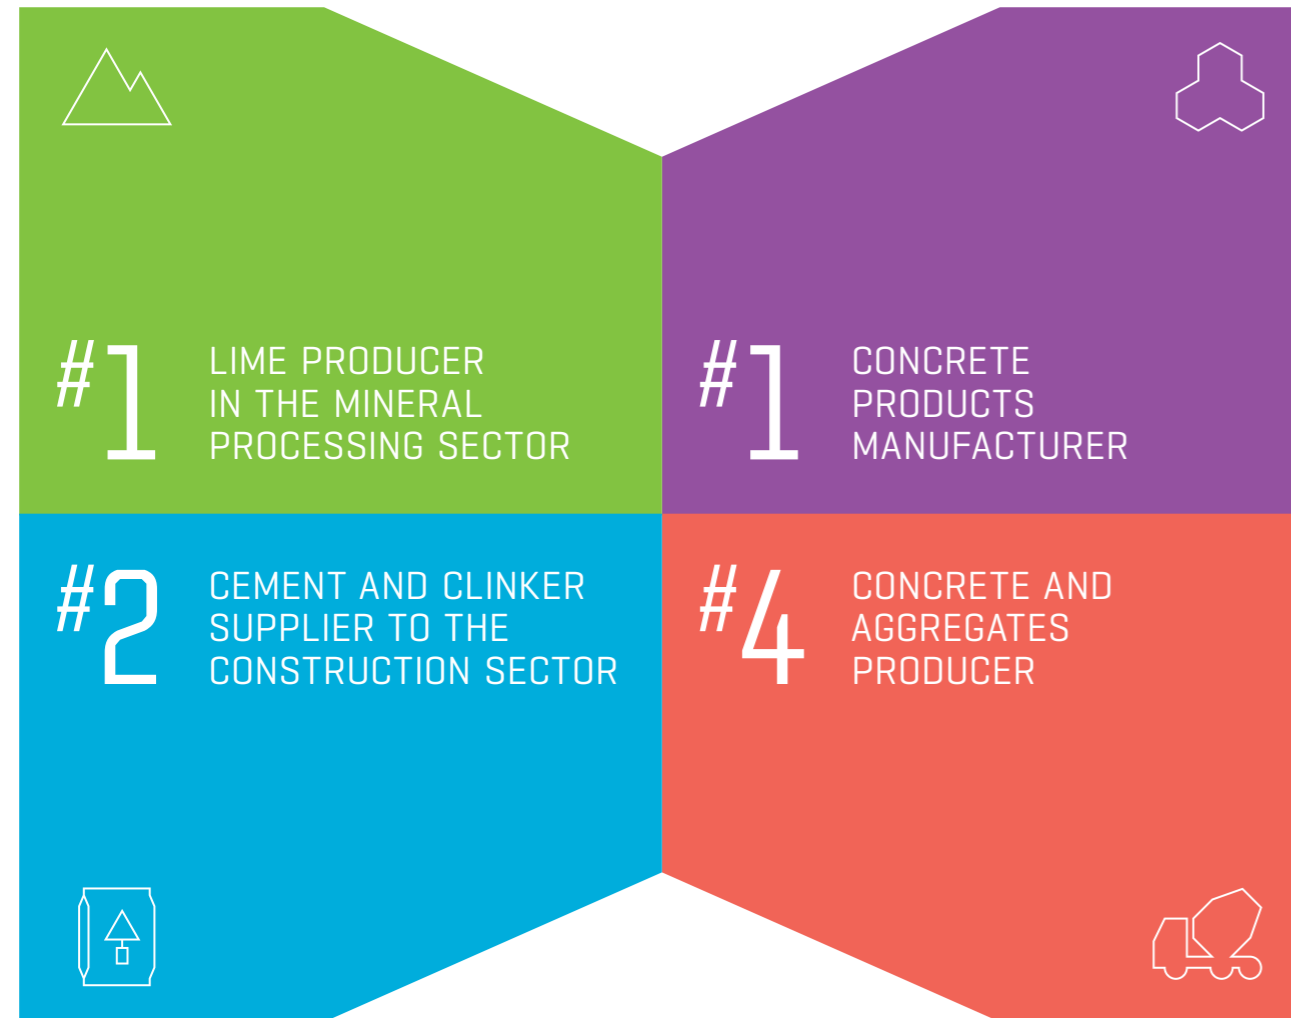 #1 LIME PRODUCER
IN THE MINERAL
PROCESSING SECTOR
#1 CONCRETE
PRODUCTS
MANUFACTURER
#2 CEMENT AND CLINKER
SUPPLIER TO THE
CONSTRUCTION SECTOR
#4 CONCRETE AND
AGGREGATES
PRODUCER